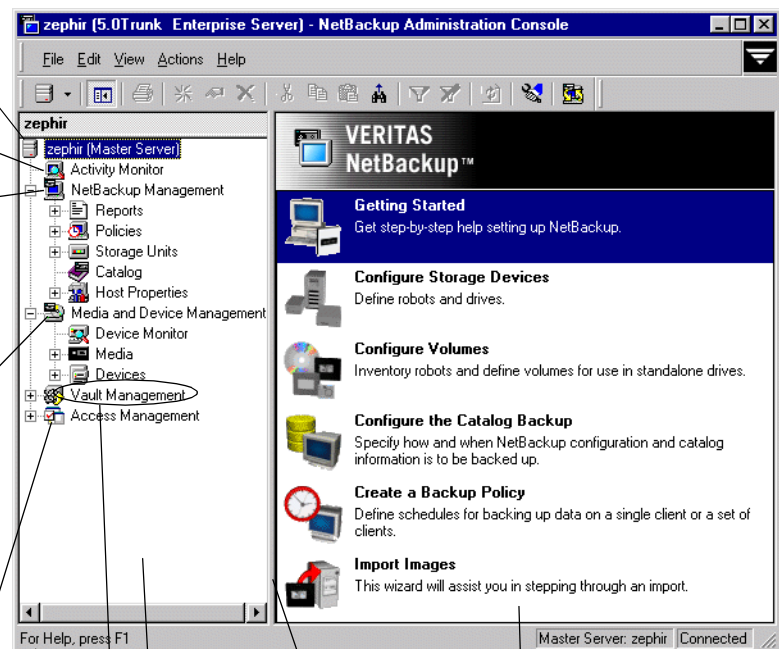 zephir (5.0Trunk Enterprise Server) - NetBackup Administration Console
File Edit View Actions Help
zephir
zephir (Master Server)
Activity Monitor
NetBackup Management
Reports
Policies
Storage Units
Catalog
Host Properties
Media and Device Management
Device Monitor
Media
Devices
Vault Management
Access Management
VERITAS
NetBackup™
Getting Started
Get step-by-step help setting up NetBackup.
Configure Storage Devices
Define robots and drives.
Configure Volumes
Inventory robots and define volumes for use in standalone drives.
Configure the Catalog Backup
Specify how and when NetBackup configuration and catalog
information is to be backed up.
Create a Backup Policy
Define schedules for backing up data on a single client or a set of
clients.
Import Images
This wizard will assist you in stepping through an import.
For Help, press F1
Master Server: zephir Connected